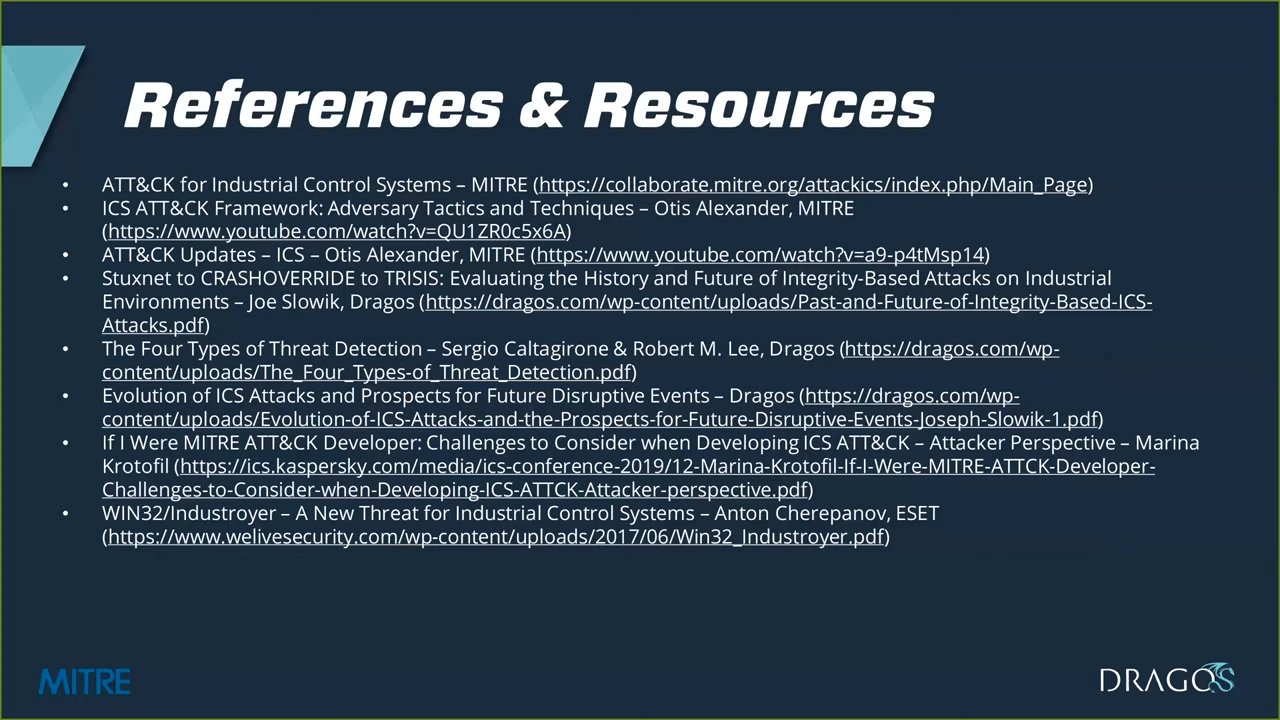 References & Resources
• ATT&CK for Industrial Control Systems – MITRE (https://collaborate.mitre.org/attackics/index.php/Main_Page)
• ICS ATT&CK Framework: Adversary Tactics and Techniques – Otis Alexander, MITRE
(https://www.youtube.com/watch?v=QU1ZR0c5x6A)
• ATT&CK Updates – ICS – Otis Alexander, MITRE (https://www.youtube.com/watch?v=a9-p4tMsp14)
• Stuxnet to CRASHOVERRIDE to TRISIS: Evaluating the History and Future of Integrity-Based Attacks on Industrial
Environments – Joe Slowik, Dragos (https://dragos.com/wp-content/uploads/Past-and-Future-of-Integrity-Based-ICS-
Attacks.pdf)
• The Four Types of Threat Detection – Sergio Caltagirone & Robert M. Lee, Dragos (https://dragos.com/wp-
content/uploads/The_Four_Types-of_Threat_Detection.pdf)
• Evolution of ICS Attacks and Prospects for Future Disruptive Events – Dragos (https://dragos.com/wp-
content/uploads/Evolution-of-ICS-Attacks-and-the-Prospects-for-Future-Disruptive-Events-Joseph-Slowik-1.pdf)
• If I Were MITRE ATT&CK Developer: Challenges to Consider when Developing ICS ATT&CK – Attacker Perspective – Marina
Krotofil (https://ics.kaspersky.com/media/ics-conference-2019/12-Marina-Krotofil-If-I-Were-MITRE-ATTCK-Developer-
Challenges-to-Consider-when-Developing-ICS-ATTCK-Attacker-perspective.pdf)
• WIN32/Industroyer – A New Threat for Industrial Control Systems – Anton Cherepanov, ESET
(https://www.welivesecurity.com/wp-content/uploads/2017/06/Win32_Industroyer.pdf)
MITRE
DRAGOS